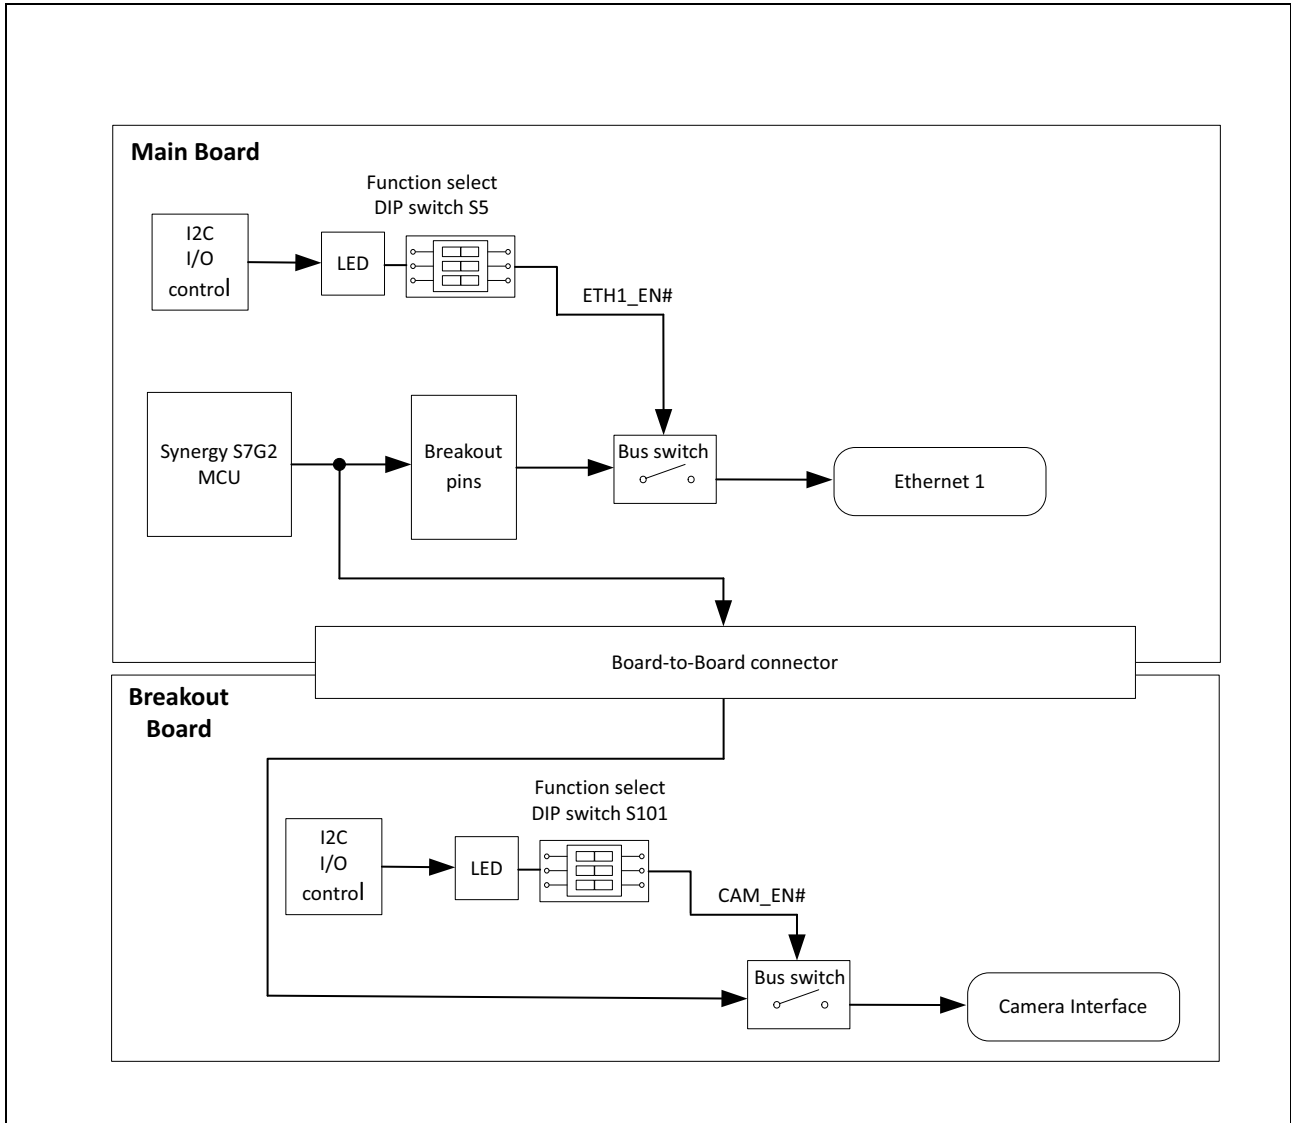 Main Board
Function select
DIP switch S5
I2C
I/O
control
LED
ETH1_EN#
Synergy S7G2
MCU
Breakout
pins
Bus switch
Ethernet 1
Board-to-Board connector
Breakout
Board
Function select
DIP switch S101
I2C
I/O
control
LED
CAM_EN#
Bus switch
Camera Interface